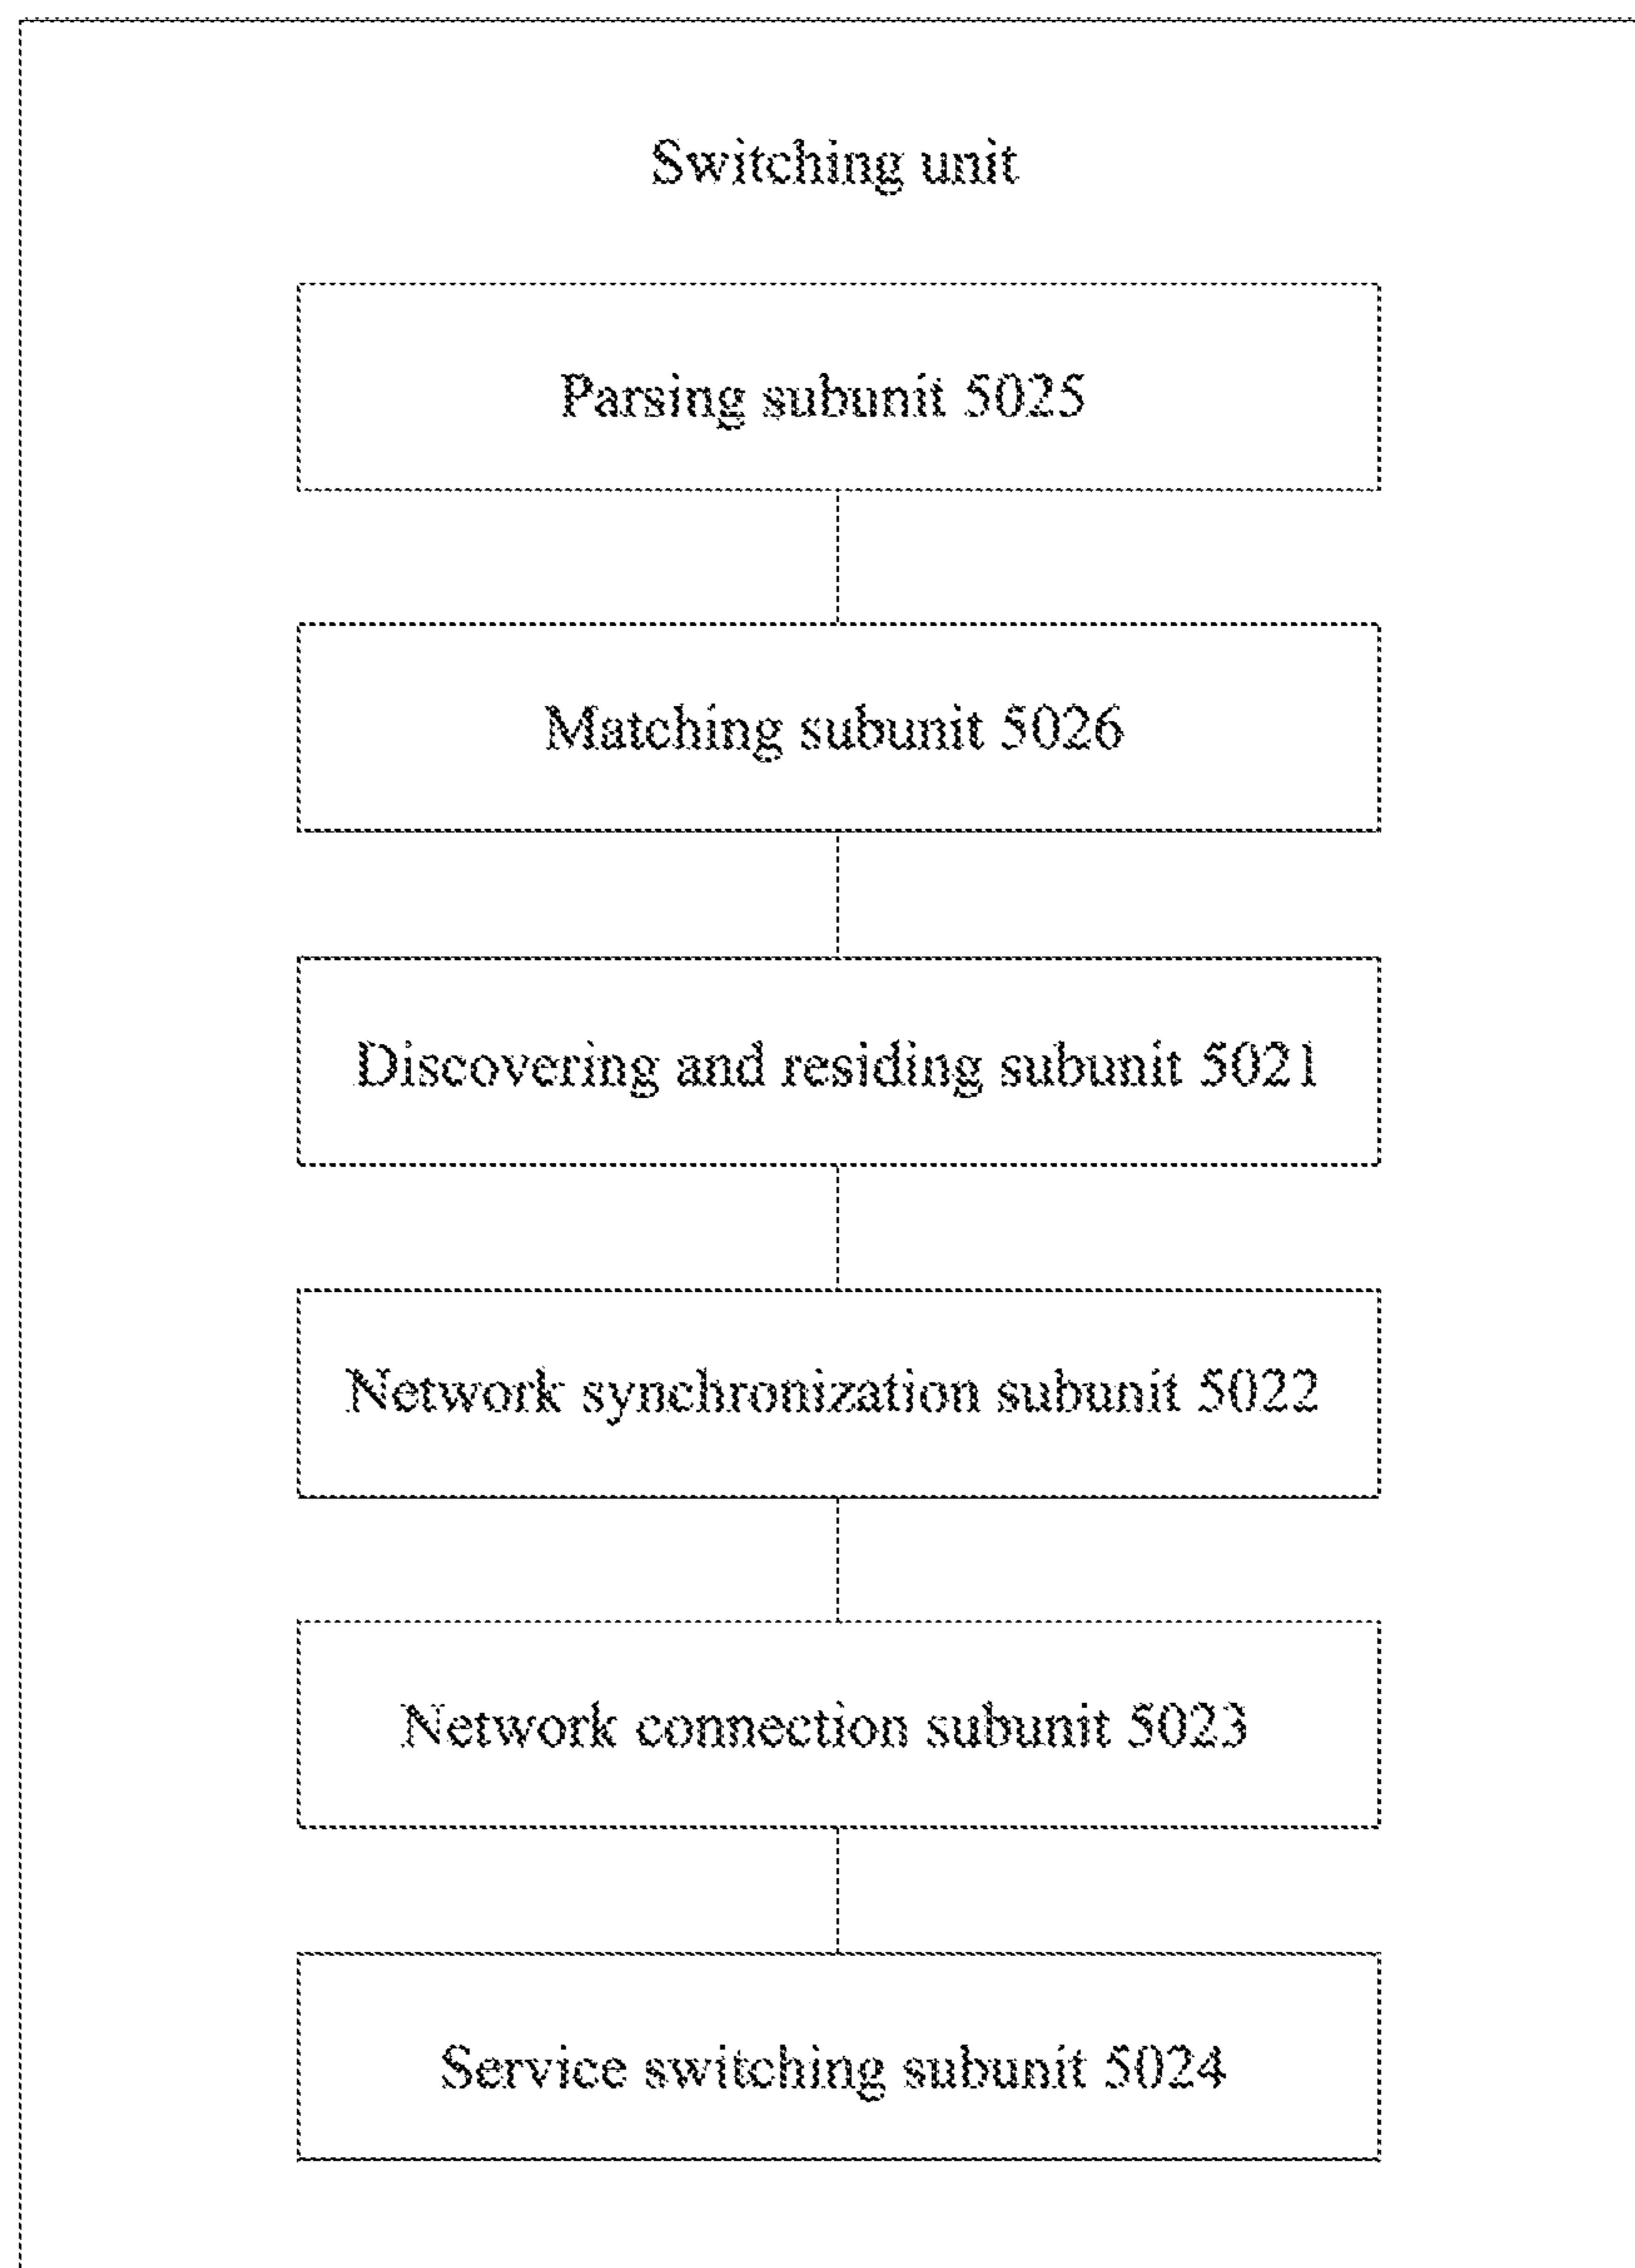 Switching unit
Parsing subunit 5025
Matching subunit 5026
Discovering and residing subunit 5021
Network synchronization subunit 5022
Network connection subunit 5023
Service switching subunit 5024